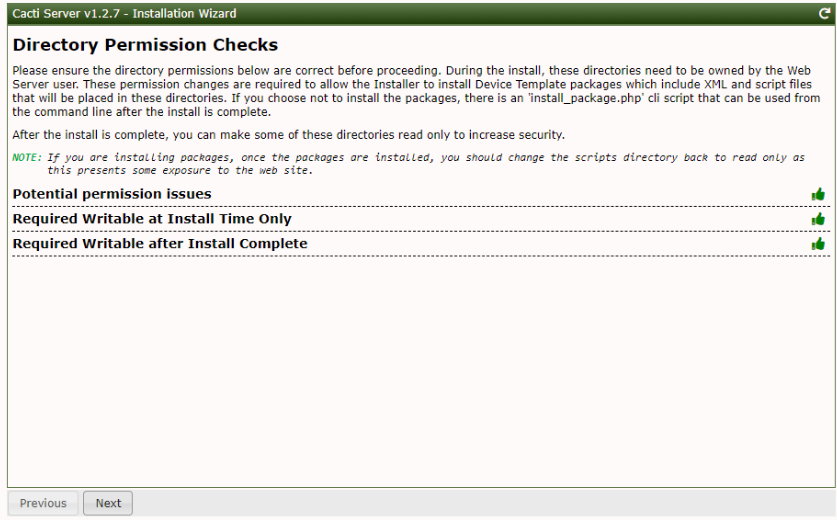 Cacti Server v1.2.7 - Installation Wizard
Directory Permission Checks
Please ensure the directory permissions below are correct before proceeding. During the install, these directories need to be owned by the Web
Server user. These permission changes are required to allow the Installer to install Device Template packages which include XML and script files
that will be placed in these directories. If you choose not to install the packages, there is an 'install_package.php' cli script that can be used from
the command line after the install is complete.
After the install is complete, you can make some of these directories read only to increase security.
NOTE: If you are installing packages, once the packages are installed, you should change the scripts directory back to read only as
this presents some exposure to the web site.
Potential permission issues
Required Writable at Install Time Only
Required Writable after Install Complete
Previous Next